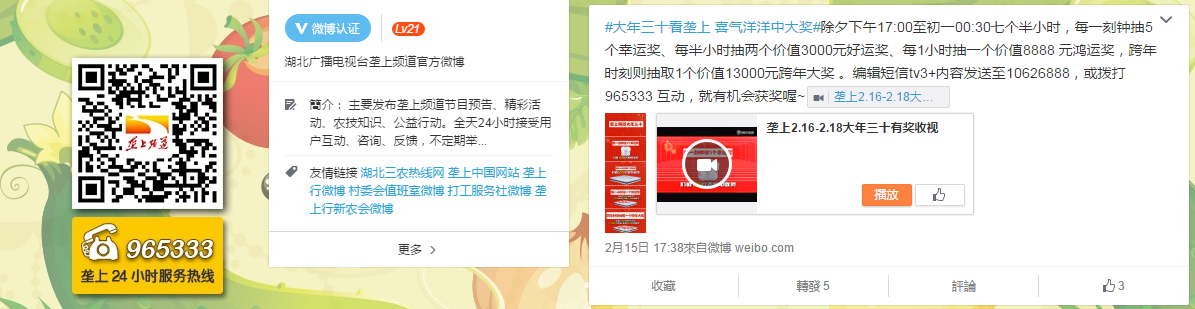 垄上频道
965333
垄上 24 小时服务热线
微博认证
Lv21
湖北广播电视台垄上频道官方微博
簡介： 主要发布垄上频道节目预告、精彩活
动、农技知识、公益行动。全天24小时接受用
户互动、咨询、反馈，不定期举...
友情链接 湖北三农热线网 垄上中国网站 垄上
行微博 村委会值班室微博 打工服务社微博 垄
上行新农会微博
更多
#大年三十看垄上 喜气洋洋中大奖#除夕下午17:00至初一00:30七个半小时，每一刻钟抽5
个幸运奖、每半小时抽两个价值3000元好运奖、每1小时抽一个价值8888 元鸿运奖，跨年
时刻则抽取1个价值13000元跨年大奖 。编辑短信tv3+内容发送至10626888，或拨打
965333 互动，就有机会获奖喔~ 垄上2.16-2.18大...
垄上2.16-2.18大年三十有奖收视
播放
2月15日 17:38來自微博 weibo.com
收藏
轉發 5
評論
3